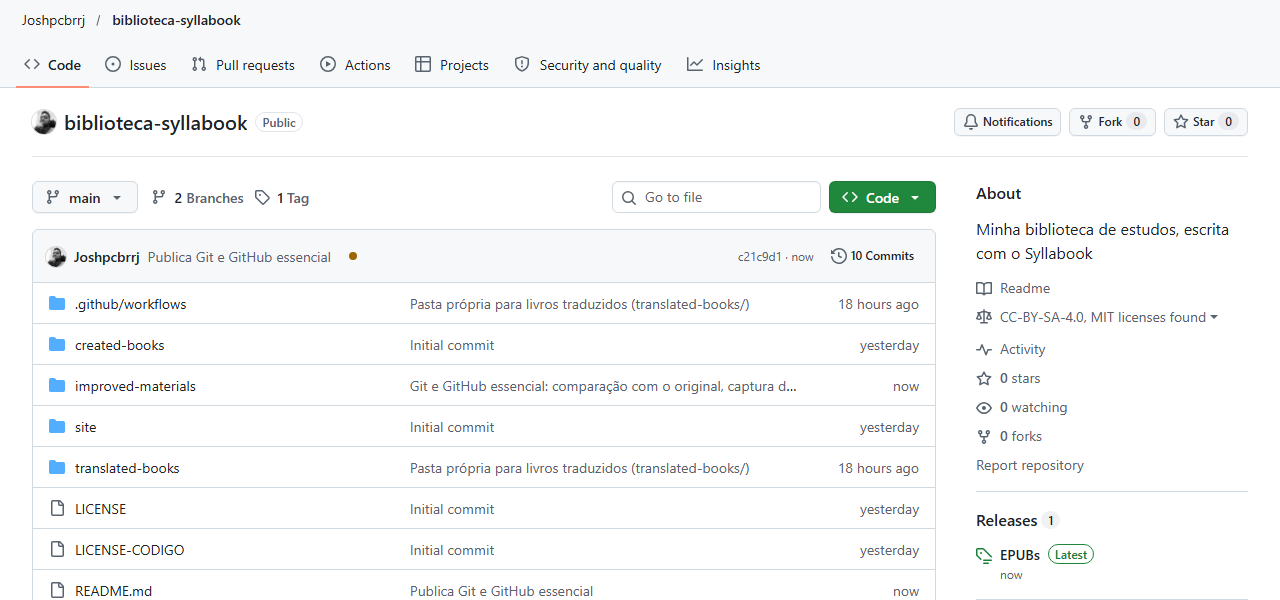 Joshpcbrrj / biblioteca-syllabook
Code Issues Pull requests Actions Projects Security and quality Insights
biblioteca-syllabook Public Notifications Fork 0 Star 0
main 2 Branches 1 Tag Go to file Code
Joshpcbrrj Publica Git e GitHub essencial c21c9d1 · now 10 Commits
.github/workflows Pasta própria para livros traduzidos (translated-books/) 18 hours ago
created-books Initial commit yesterday
improved-materials Git e GitHub essencial: comparação com o original, captura d... now
site Initial commit yesterday
translated-books Pasta própria para livros traduzidos (translated-books/) 18 hours ago
LICENSE Initial commit yesterday
LICENSE-CODIGO Initial commit yesterday
README.md Publica Git e GitHub essencial now
About
Minha biblioteca de estudos, escrita
com o Syllabook
Readme
CC-BY-SA-4.0, MIT licenses found
Activity
0 stars
0 watching
0 forks
Report repository
Releases 1
EPUBs Latest
now